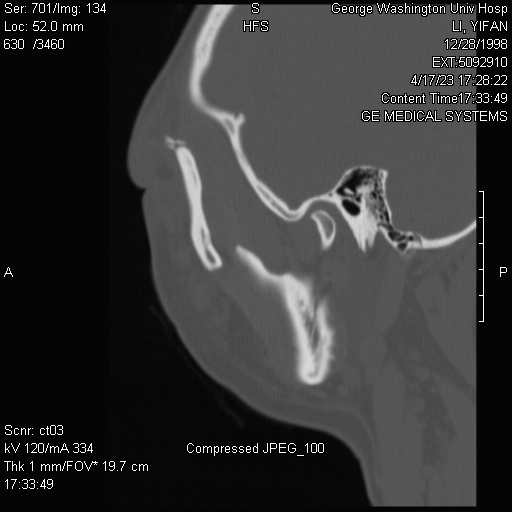 Ser: 701/Img: 134
Loc: 52.0 mm
630 /3460
S
HFS
George Washington Univ Hosp
LI, YIFAN
12/28/1998
EXT:5092910
4/17/23 17:28:22
Content Time17:33:49
GE MEDICAL SYSTEMS
A
P
Scnr: ct03
kV 120/mA 334
Thk 1 mm/FOV* 19.7 cm
17:33:49
Compressed JPEG_100